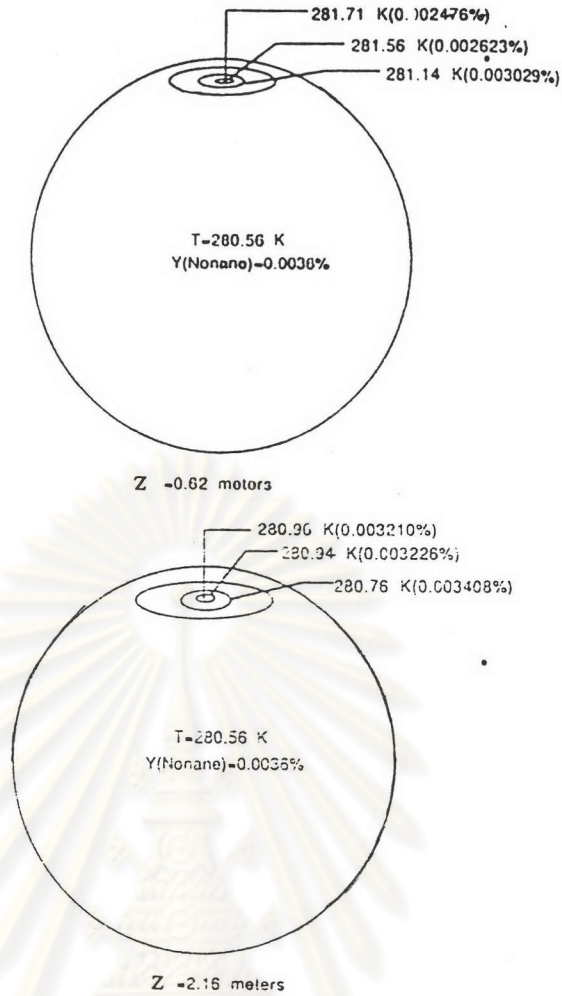 281.71 K(0.002476%)
281.56 K(0.002623%)
281.14 K(0.003029%)
T=280.56 K
Y(Nonano)=0.0036%
Z =0.62 motors
280.96 K(0.003210%)
280.94 K(0.003226%)
280.76 K(0.003408%)
T=280.56 K
Y(Nonane)=0.0036%
Z =2.16 meters